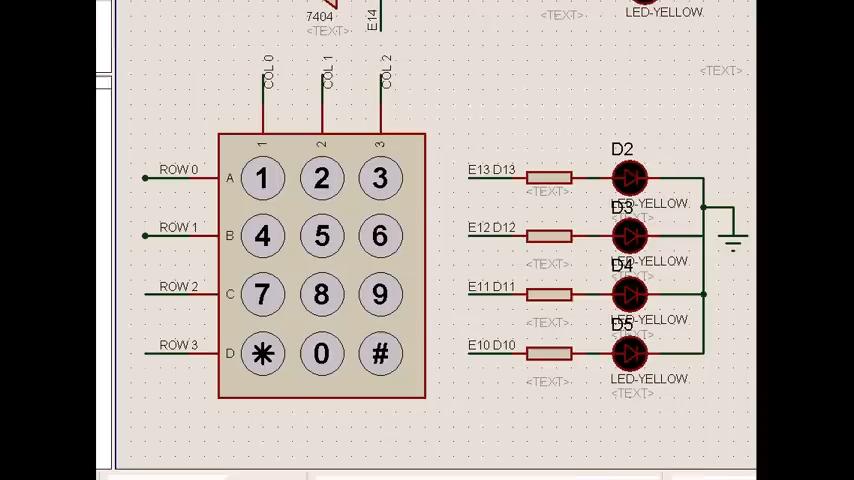 7404
<TEXT>
E14
<TEXT>
LED-YELLOW
<TEXT>
COL 0
COL 1
COL 2
1
2
3
ROW 0
ROW 1
ROW 2
ROW 3
A
B
C
D
1 2 3
4 5 6
7 8 9
* 0 #
E13 D13
<TEXT>
D2
LED-YELLOW
<TEXT>
E12 D12
<TEXT>
D3
LED-YELLOW
<TEXT>
E11 D11
<TEXT>
D4
LED-YELLOW
<TEXT>
E10 D10
<TEXT>
D5
LED-YELLOW
<TEXT>